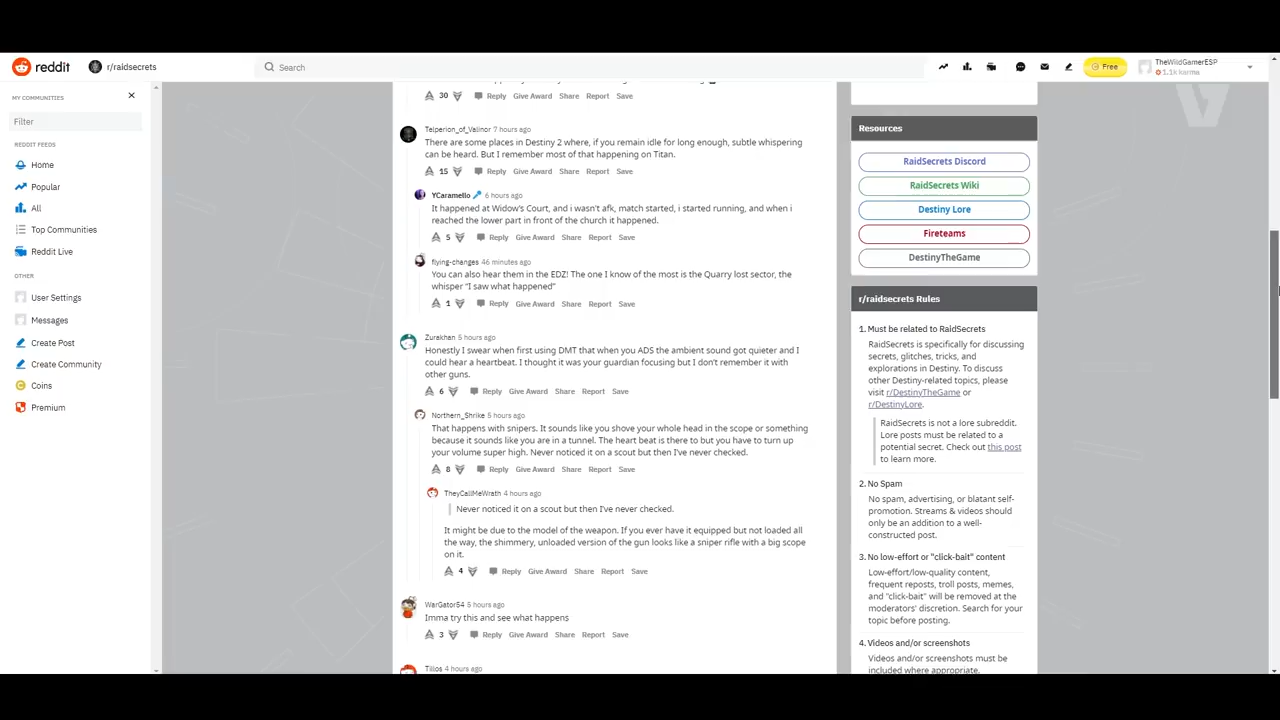 reddit
r/raidsecrets
Search
Free
TheWildGamerESP
1.1k karma
MY COMMUNITIES
Filter
REDDIT FEEDS
Home
Popular
All
Top Communities
Reddit Live
OTHER
User Settings
Messages
Create Post
Create Community
Coins
Premium
30 Reply Give Award Share Report Save
Telperion_of_Valinor 7 hours ago
There are some places in Destiny 2 where, if you remain idle for long enough, subtle whispering
can be heard. But I remember most of that happening on Titan.
15 Reply Give Award Share Report Save
YCaramello 6 hours ago
It happened at Widow's Court, and i wasn't afk, match started, i started running, and when i
reached the lower part in front of the church it happened.
5 Reply Give Award Share Report Save
flying-changes 46 minutes ago
You can also hear them in the EDZ! The one I know of the most is the Quarry lost sector, the
whisper "I saw what happened"
1 Reply Give Award Share Report Save
Zurakhan 5 hours ago
Honestly I swear when first using DMT that when you ADS the ambient sound got quieter and I
could hear a heartbeat. I thought it was your guardian focusing but I don't remember it with
other guns.
6 Reply Give Award Share Report Save
Northern_Shrike 5 hours ago
That happens with snipers. It sounds like you shove your whole head in the scope or something
because it sounds like you are in a tunnel. The heart beat is there to but you have to turn up
your volume super high. Never noticed it on a scout but then I've never checked.
8 Reply Give Award Share Report Save
TheyCallMeWrath 4 hours ago
Never noticed it on a scout but then I've never checked.
It might be due to the model of the weapon. If you ever have it equipped but not loaded all
the way, the shimmery, unloaded version of the gun looks like a sniper rifle with a big scope
on it.
4 Reply Give Award Share Report Save
WarGator54 5 hours ago
Imma try this and see what happens
3 Reply Give Award Share Report Save
Tillos 4 hours ago
Resources
RaidSecrets Discord
RaidSecrets Wiki
Destiny Lore
Fireteams
DestinyTheGame
r/raidsecrets Rules
1. Must be related to RaidSecrets
RaidSecrets is specifically for discussing
secrets, glitches, tricks, and
explorations in Destiny. To discuss
other Destiny-related topics, please
visit r/DestinyTheGame or
r/DestinyLore.
RaidSecrets is not a lore subreddit.
Lore posts must be related to a
potential secret. Check out this post
to learn more.
2. No Spam
No spam, advertising, or blatant self-
promotion. Streams & videos should
only be an addition to a well-
constructed post.
3. No low-effort or "click-bait" content
Low-effort/low-quality content,
frequent reposts, troll posts, memes,
and "click-bait" will be removed at the
moderators' discretion. Search for your
topic before posting.
4. Videos and/or screenshots
Videos and/or screenshots must be
included where appropriate.